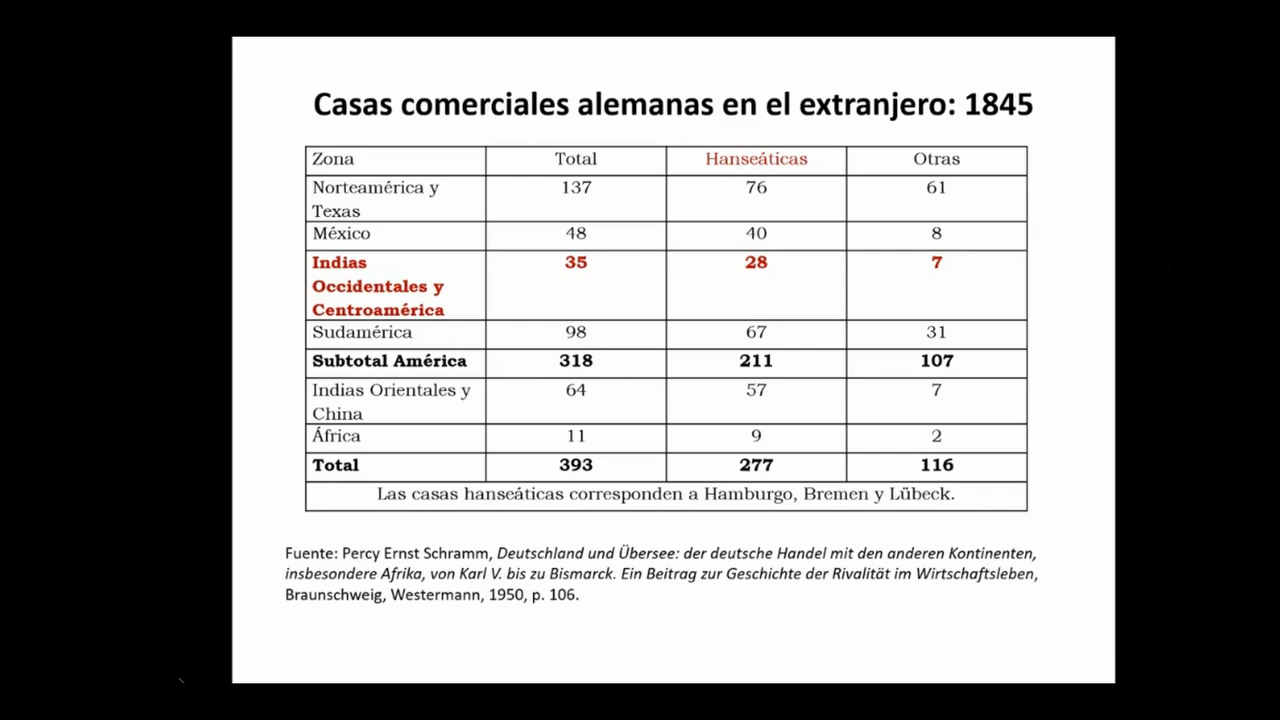 Casas comerciales alemanas en el extranjero: 1845
Zona Total Hanseáticas Otras
Norteamérica y 137 76 61
Texas
México 48 40 8
Indias 35 28 7
Occidentales y
Centroamérica
Sudamérica 98 67 31
Subtotal América 318 211 107
Indias Orientales y 64 57 7
China
África 11 9 2
Total 393 277 116
Las casas hanseáticas corresponden a Hamburgo, Bremen y Lübeck.
Fuente: Percy Ernst Schramm, Deutschland und Übersee: der deutsche Handel mit den anderen Kontinenten,
insbesondere Afrika, von Karl V. bis zu Bismarck. Ein Beitrag zur Geschichte der Rivalität im Wirtschaftsleben,
Braunschweig, Westermann, 1950, p. 106.